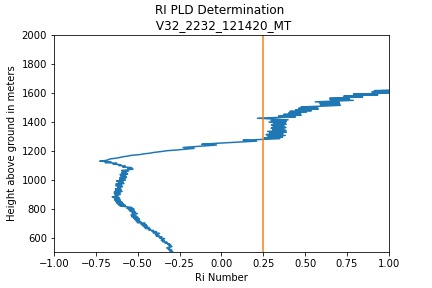 RI PLD Determination
V32_2232_121420_MT
2000
1800
1600
1400
1200
1000
800
600
Height above ground in meters
−1.00 −0.75 −0.50 −0.25 0.00 0.25 0.50 0.75 1.00
Ri Number